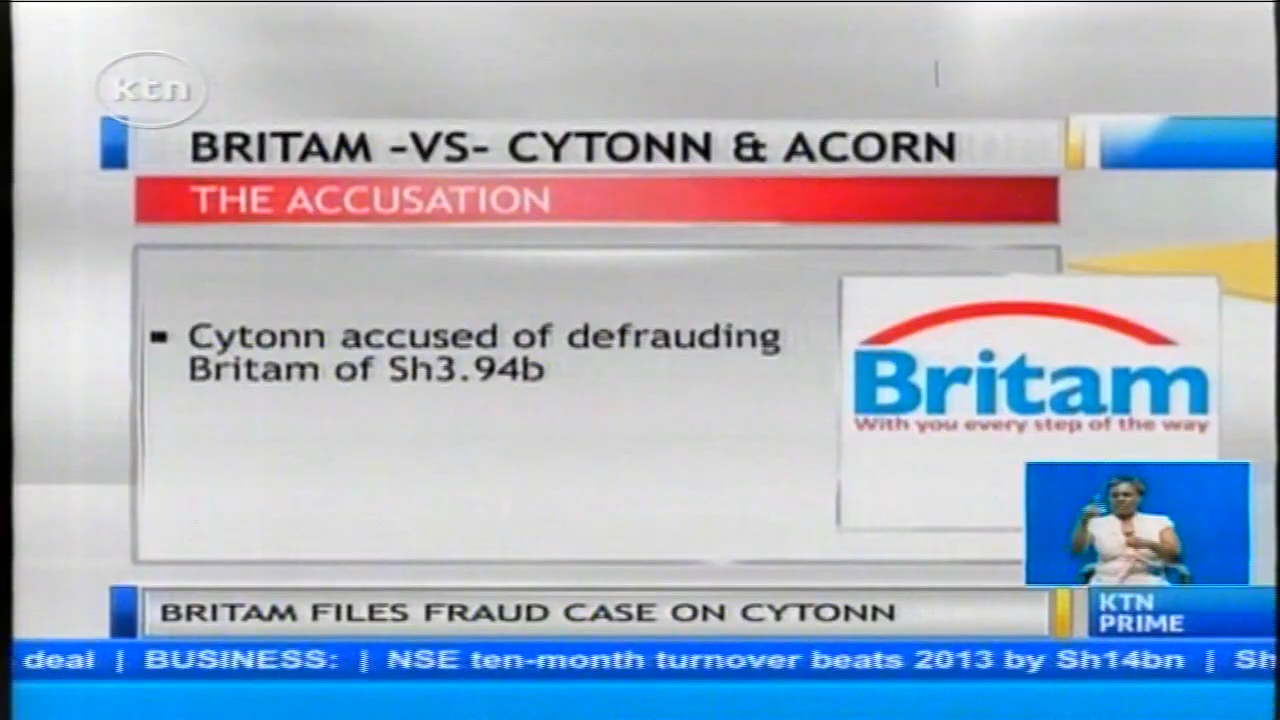 ktn
BRITAM -VS- CYTONN & ACORN
THE ACCUSATION
▪ Cytonn accused of defrauding
Britam of Sh3.94b
Britam
With you every step of the way
BRITAM FILES FRAUD CASE ON CYTONN
KTN
PRIME
deal | BUSINESS: | NSE ten-month turnover beats 2013 by Sh14bn | Sh